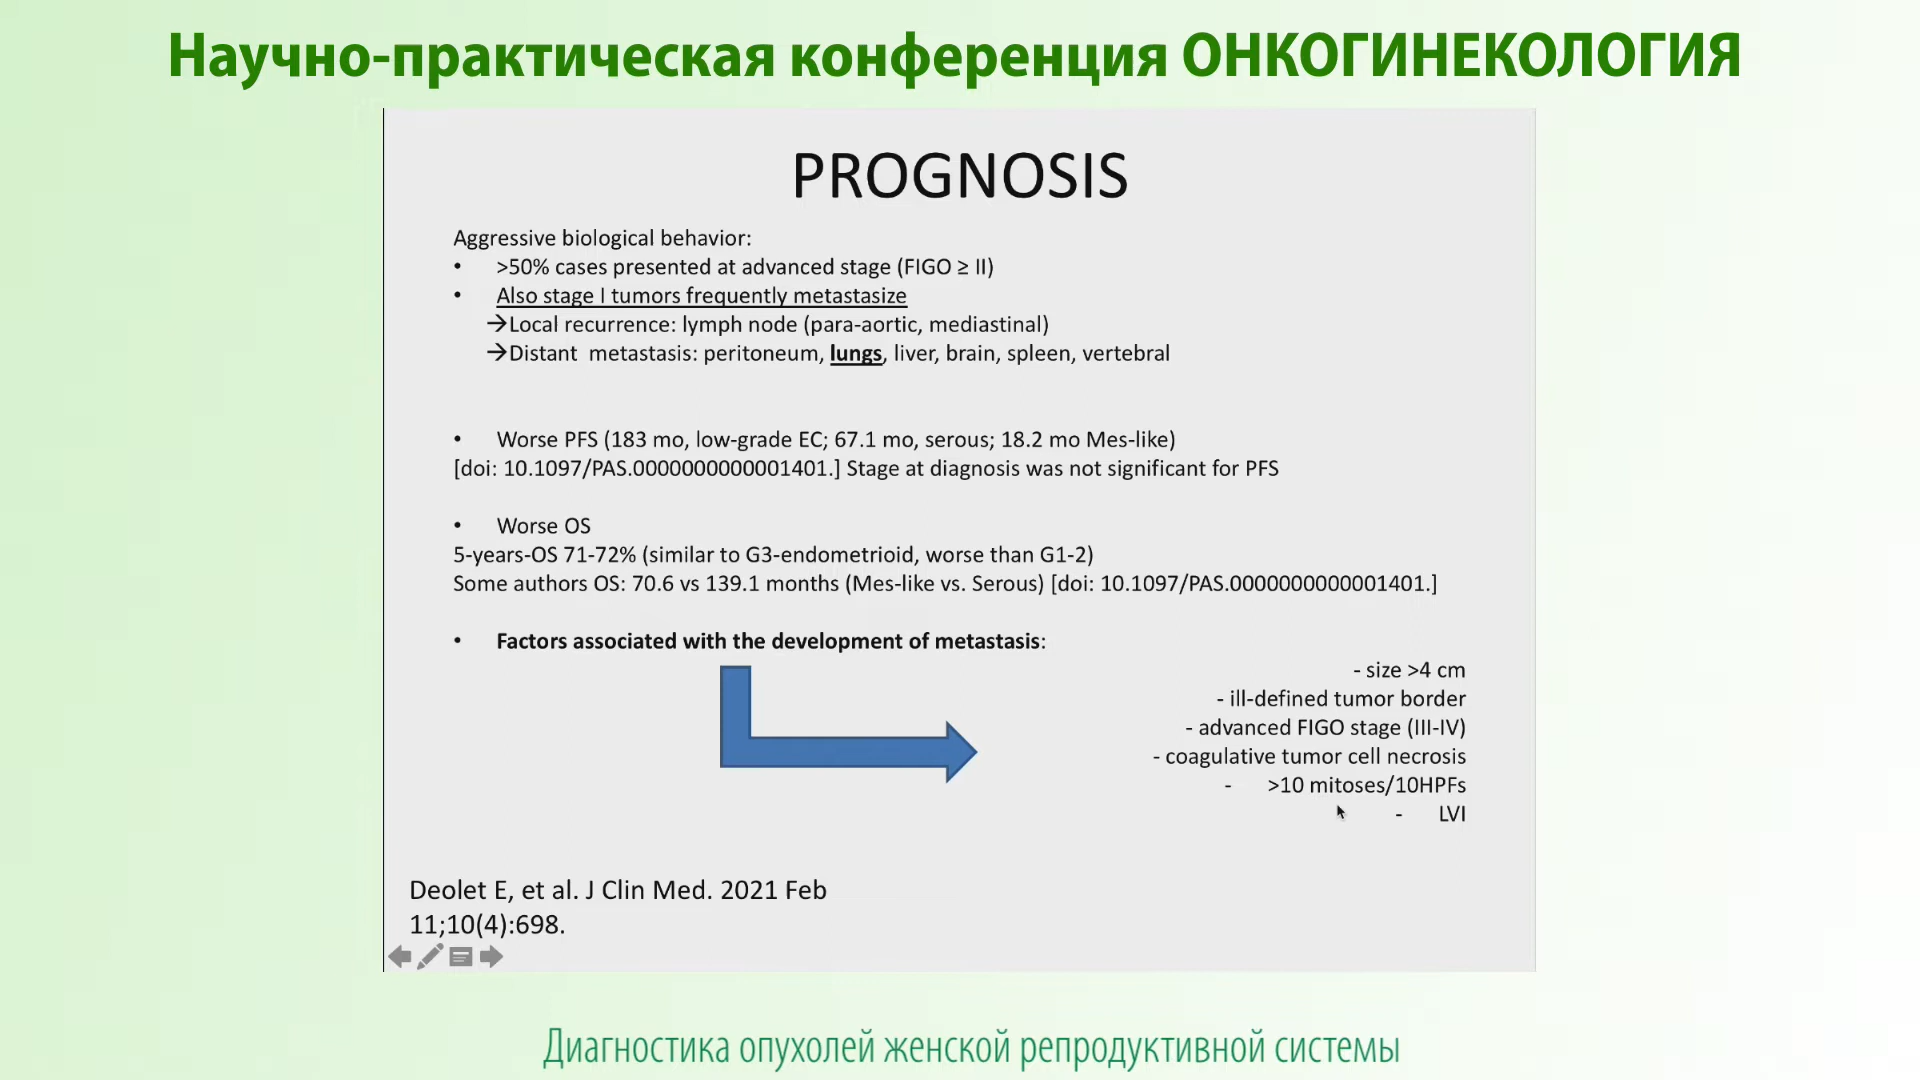 Научно-практическая конференция ОНКОГИНЕКОЛОГИЯ
PROGNOSIS
Aggressive biological behavior:
• >50% cases presented at advanced stage (FIGO ≥ II)
• Also stage I tumors frequently metastasize
→Local recurrence: lymph node (para-aortic, mediastinal)
→Distant metastasis: peritoneum, lungs, liver, brain, spleen, vertebral
• Worse PFS (183 mo, low-grade EC; 67.1 mo, serous; 18.2 mo Mes-like)
[doi: 10.1097/PAS.0000000000001401.] Stage at diagnosis was not significant for PFS
• Worse OS
5-years-OS 71-72% (similar to G3-endometrioid, worse than G1-2)
Some authors OS: 70.6 vs 139.1 months (Mes-like vs. Serous) [doi: 10.1097/PAS.0000000000001401.]
• Factors associated with the development of metastasis:
- size >4 cm
- ill-defined tumor border
- advanced FIGO stage (III-IV)
- coagulative tumor cell necrosis
- >10 mitoses/10HPFs
- LVI
Deolet E, et al. J Clin Med. 2021 Feb
11;10(4):698.
Диагностика опухолей женской репродуктивной системы